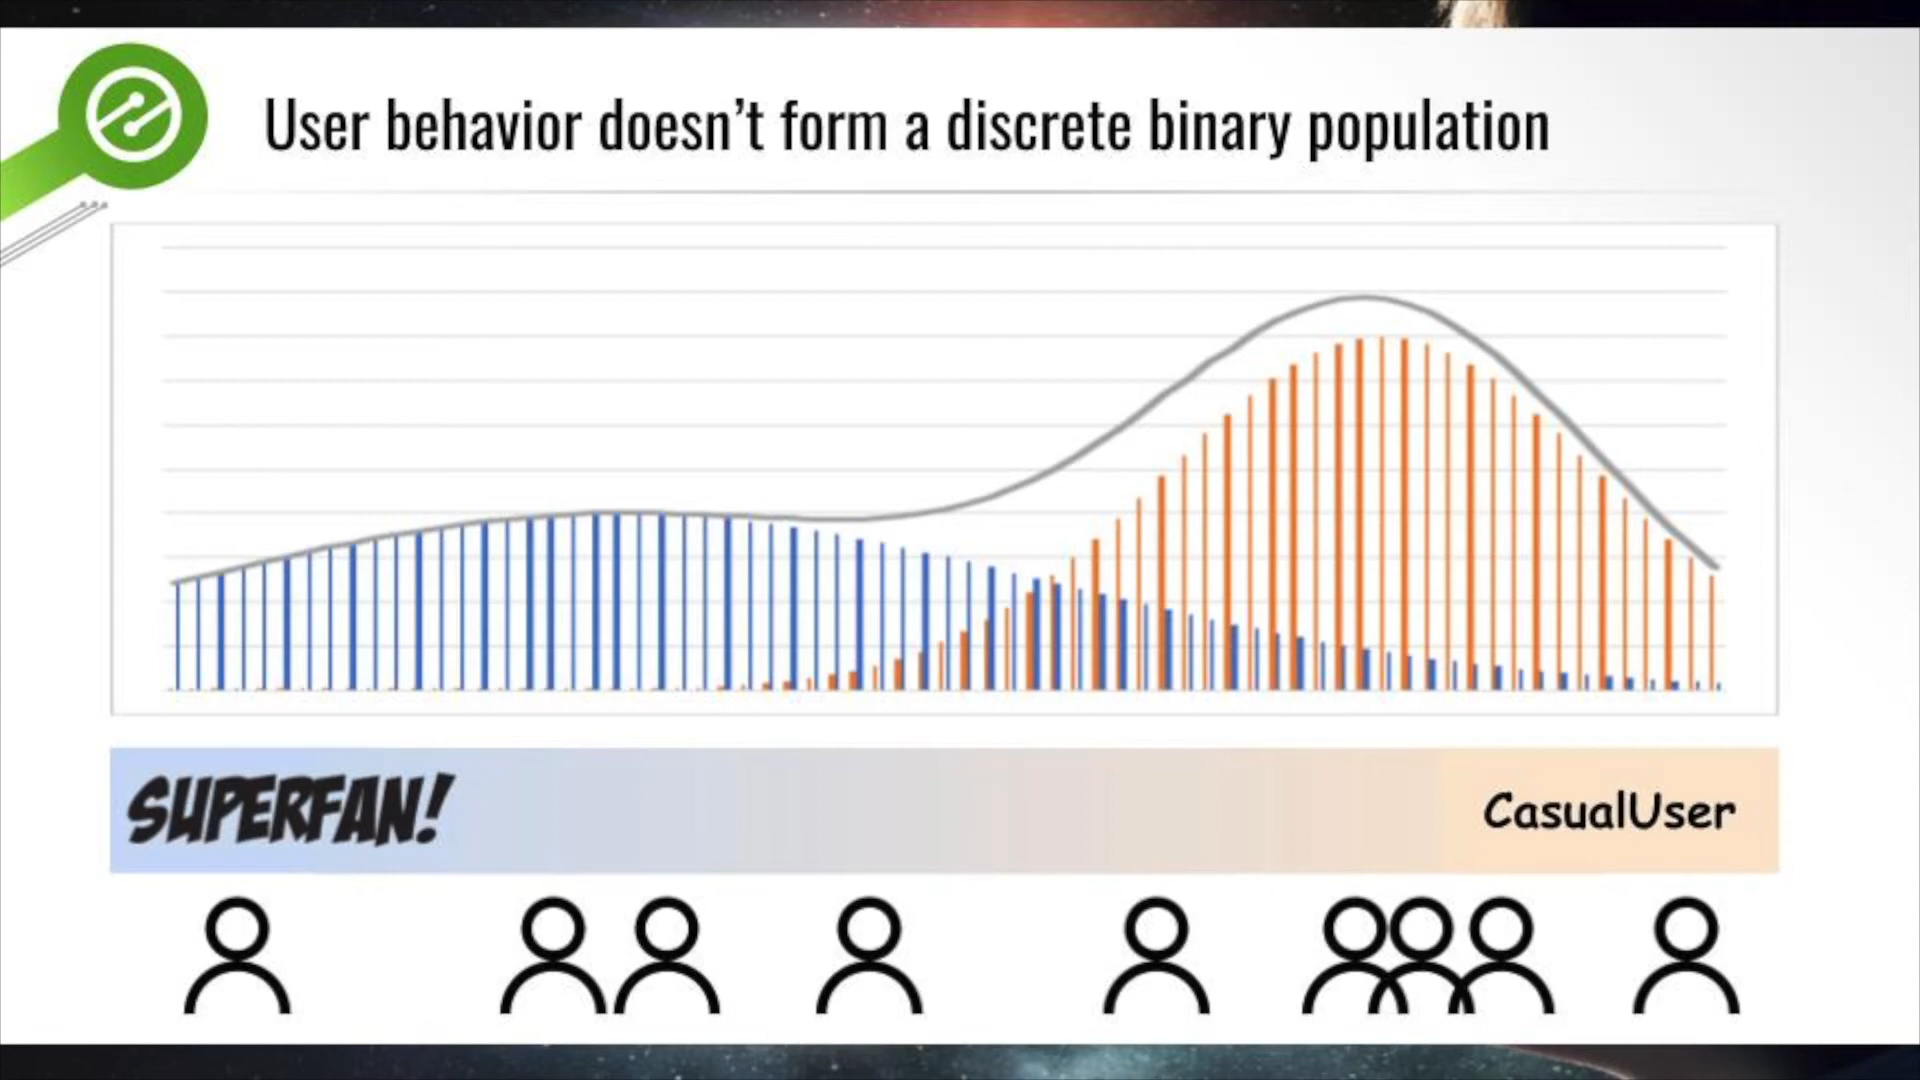 User behavior doesn't form a discrete binary population
SUPERFAN!
CasualUser